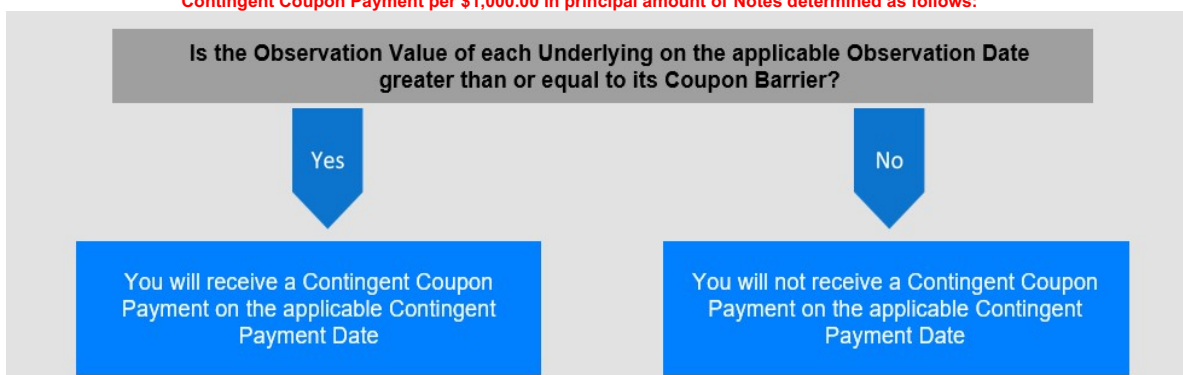 Contingent Coupon Payment per $1,000.00 in principal amount of Notes determined as follows:
Is the Observation Value of each Underlying on the applicable Observation Date
greater than or equal to its Coupon Barrier?
Yes
No
You will receive a Contingent Coupon
Payment on the applicable Contingent
Payment Date
You will not receive a Contingent Coupon
Payment on the applicable Contingent
Payment Date